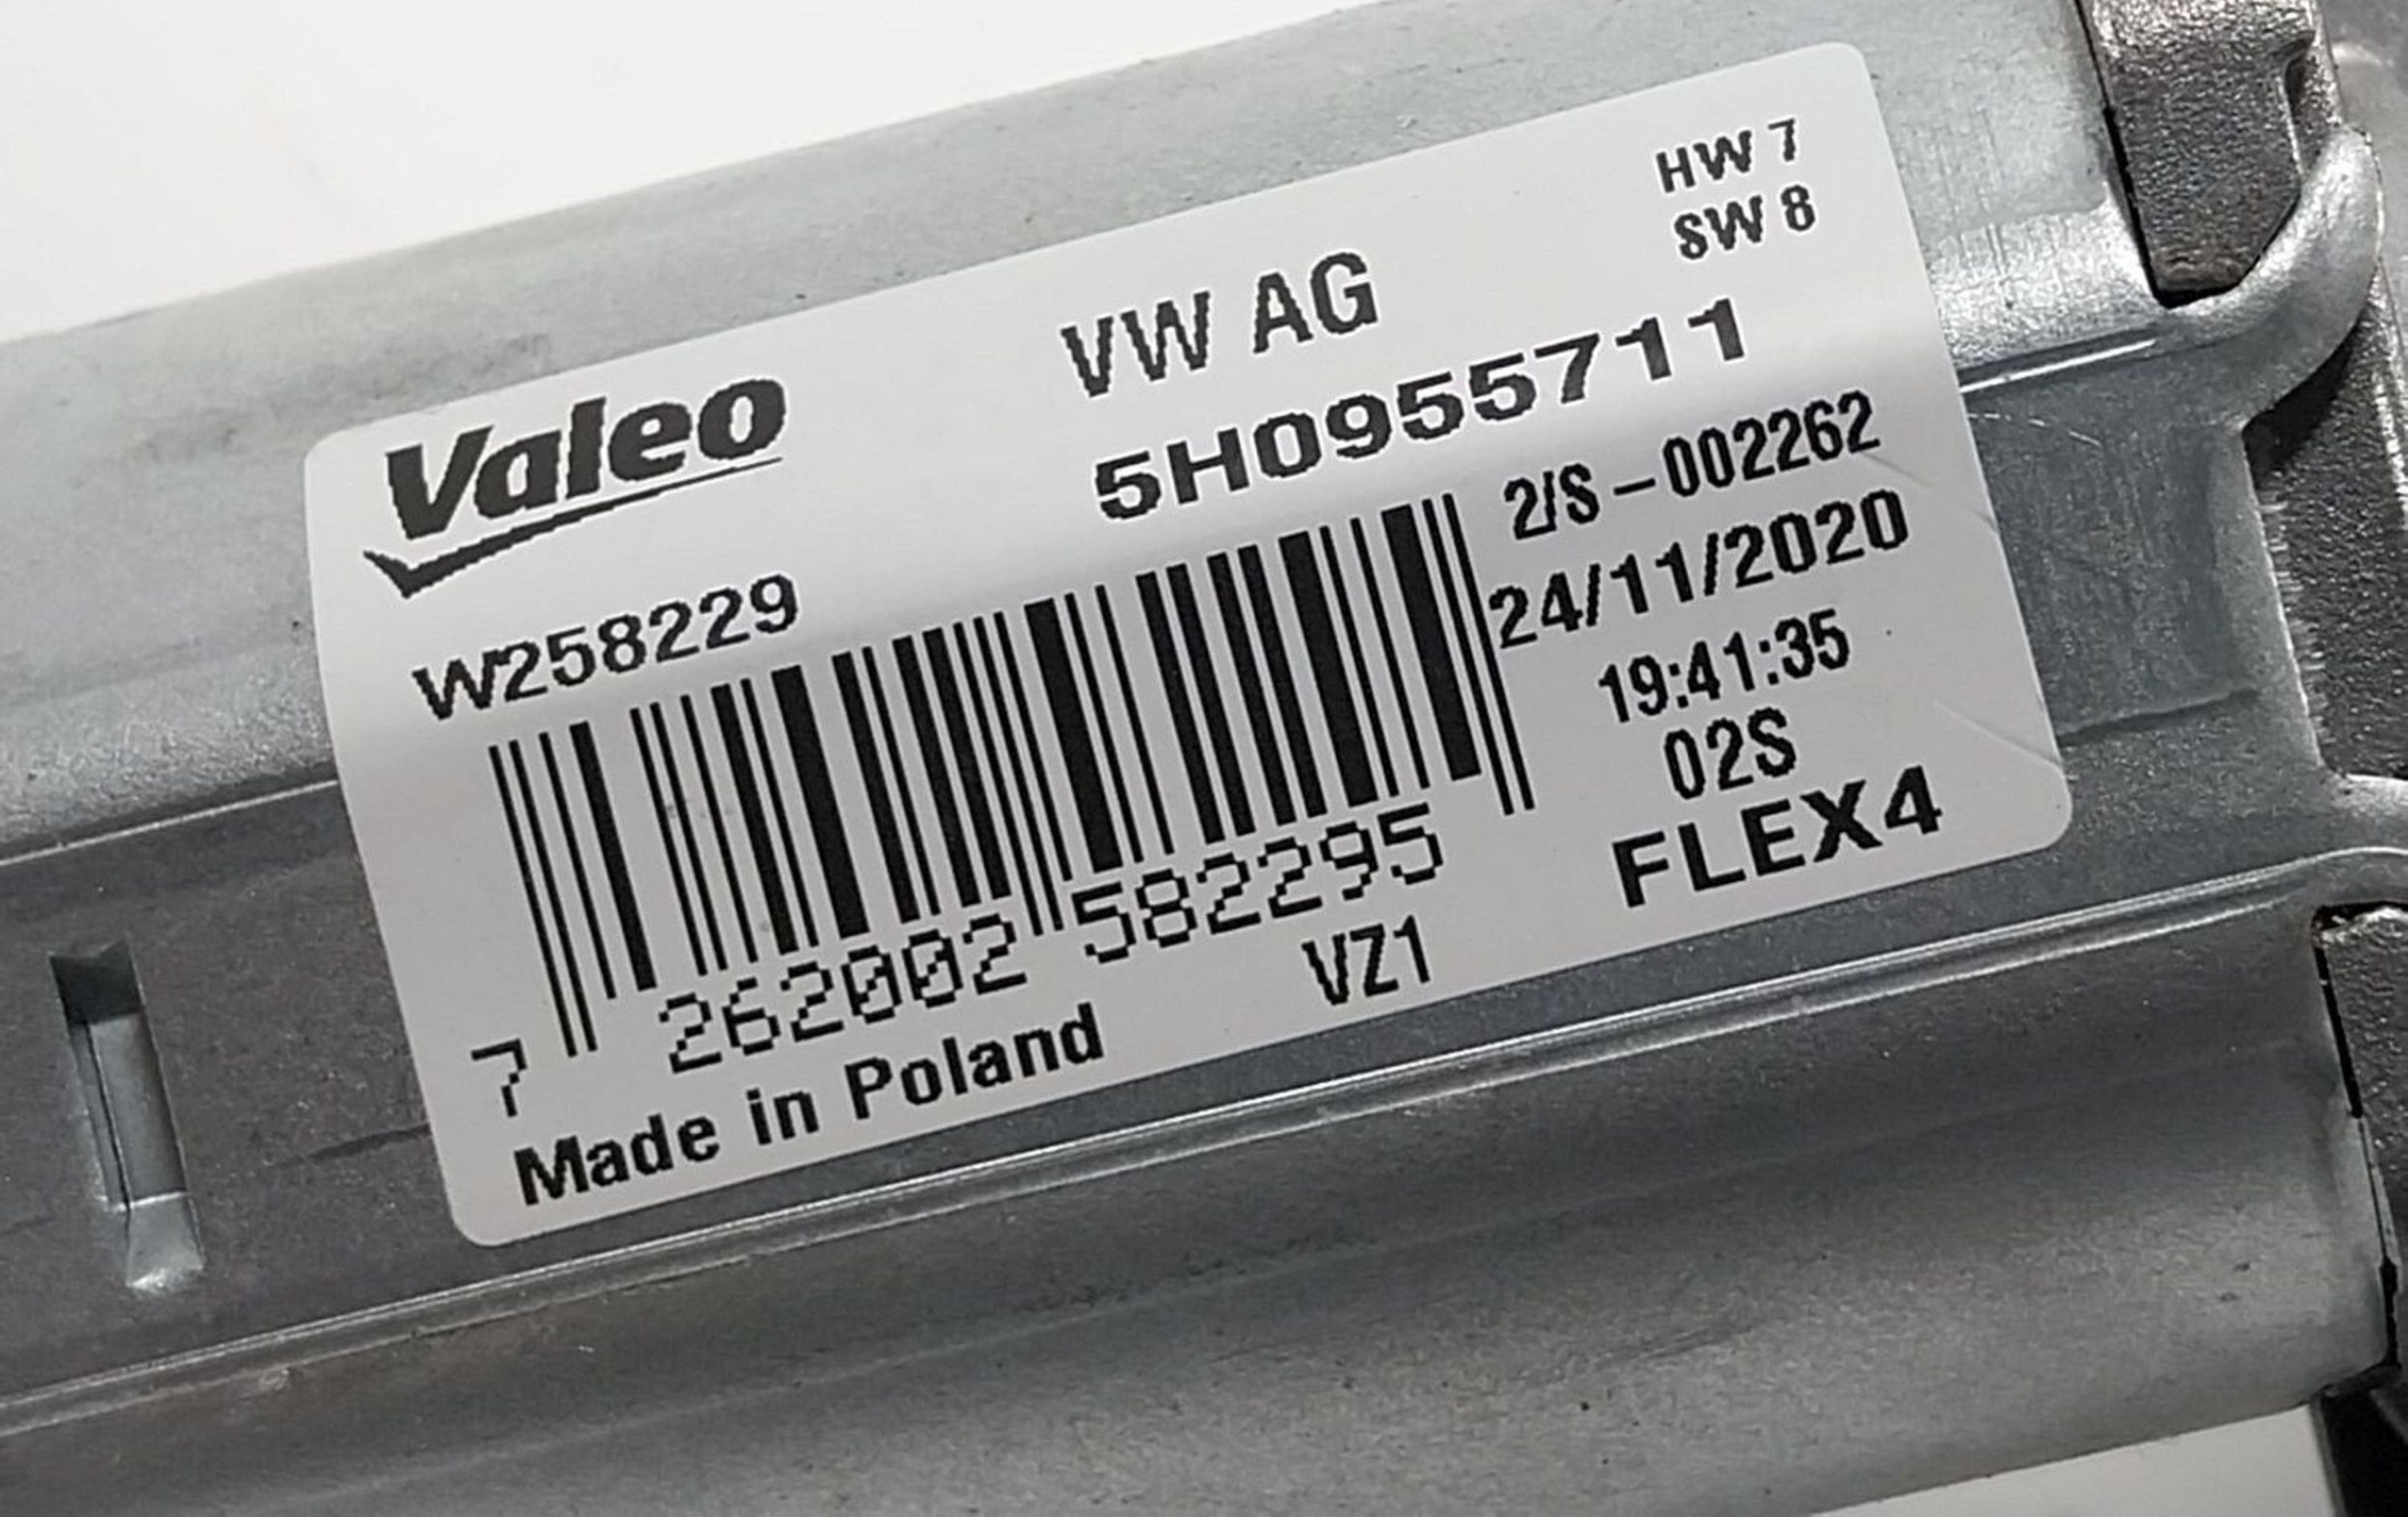 HW 7
SW 8
VW AG
Valeo
5H0955711
W258229
2/S-002262
24/11/2020
19:41:35
02S
FLEX4
7 262002 582295
VZ1
Made in Poland